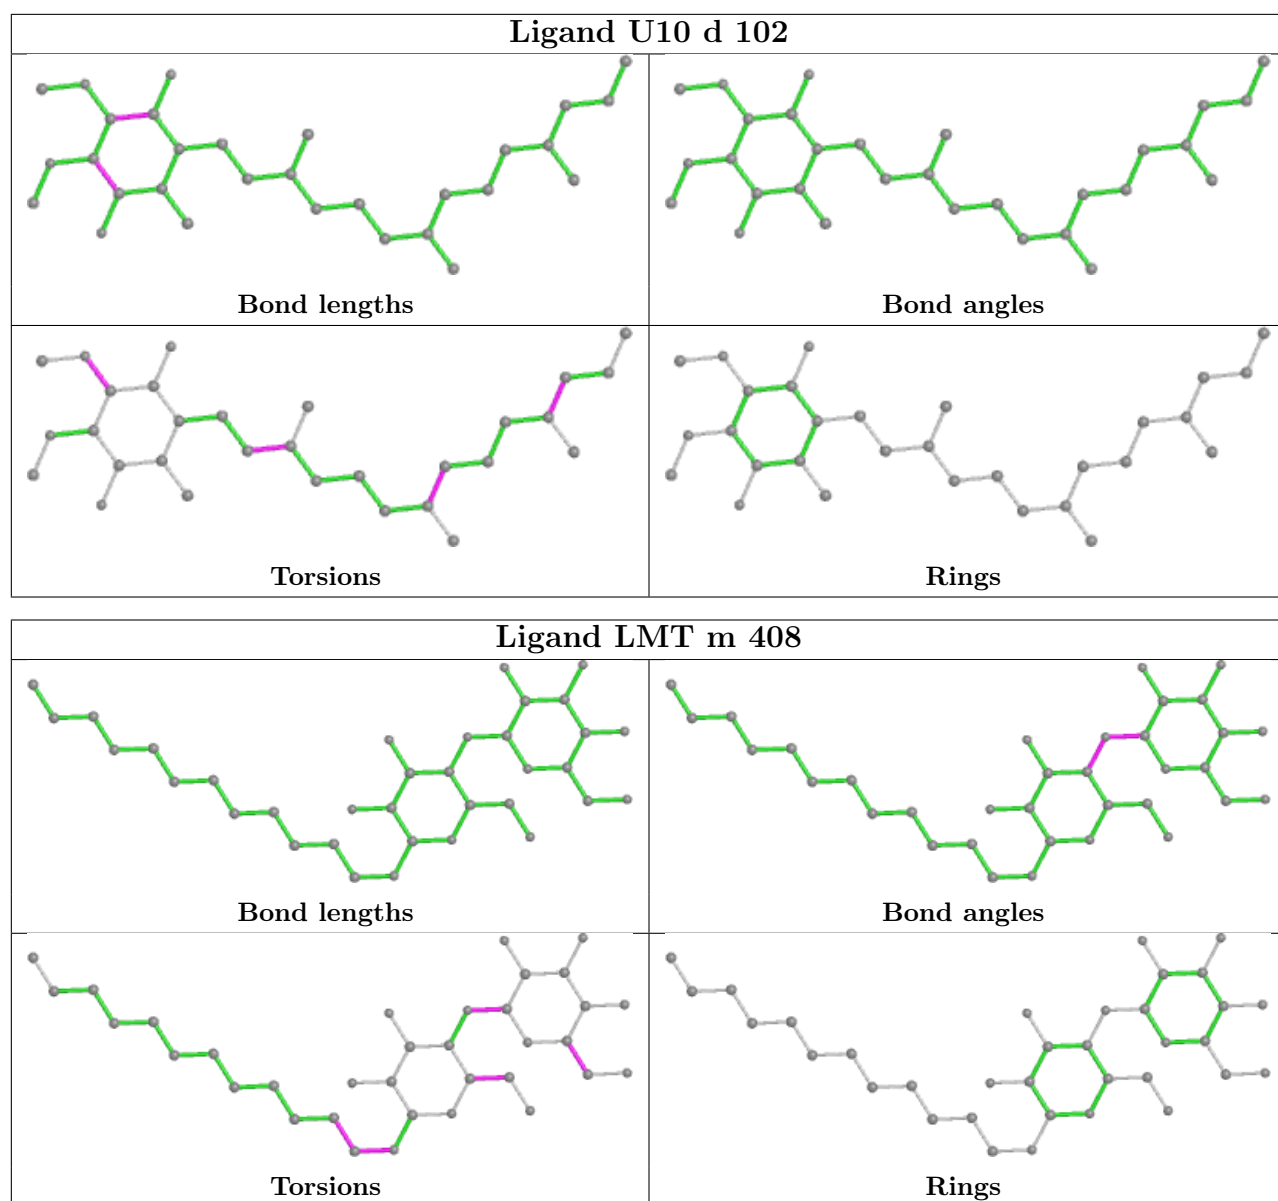 Ligand U10 d 102
Bond lengths
Bond angles
Torsions
Rings
Ligand LMT m 408
Bond lengths
Bond angles
Torsions
Rings